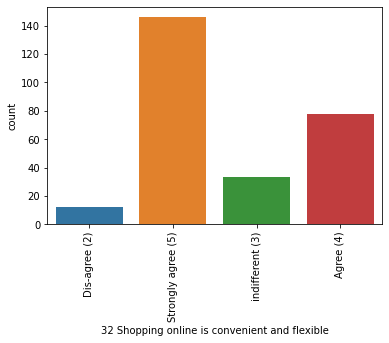 140
120
100
80
60
40
20
0
count
Dis-agree (2)
Strongly agree (5)
indifferent (3)
Agree (4)
32 Shopping online is convenient and flexible